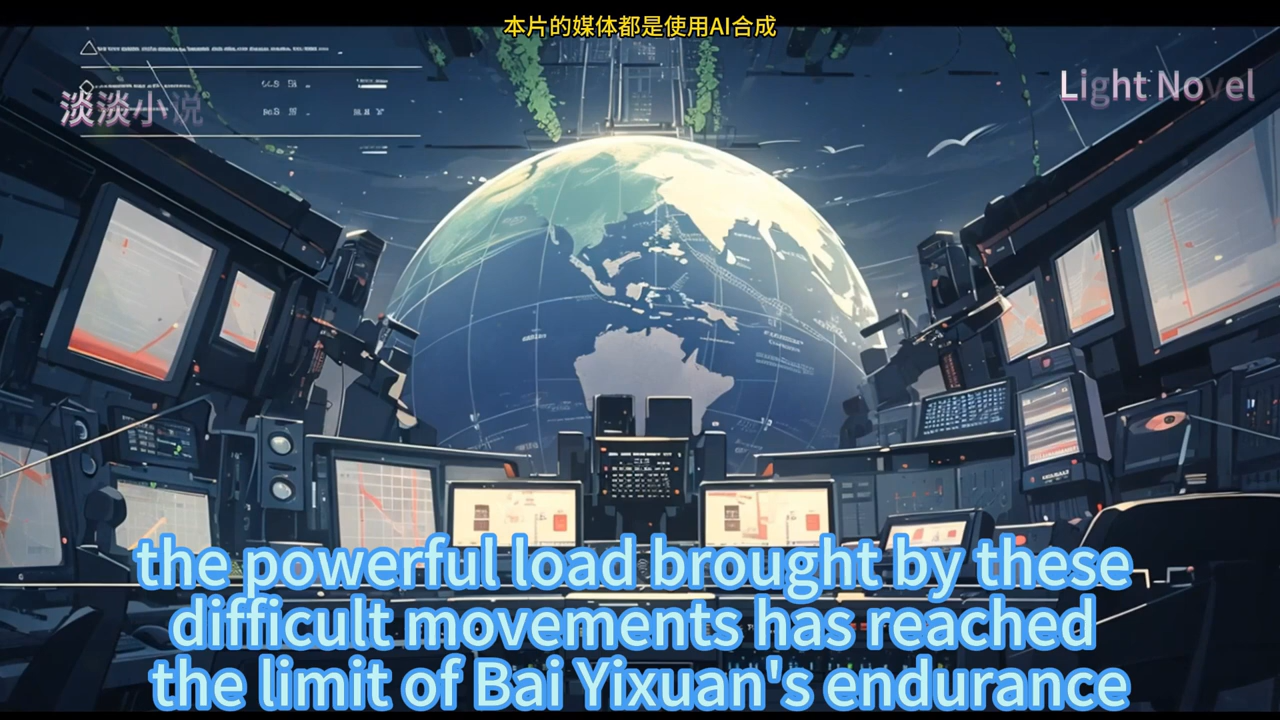 本片的媒体都是使用AI合成
淡淡小说
Light Novel
the powerful load brought by these
difficult movements has reached
the limit of Bai Yixuan's endurance